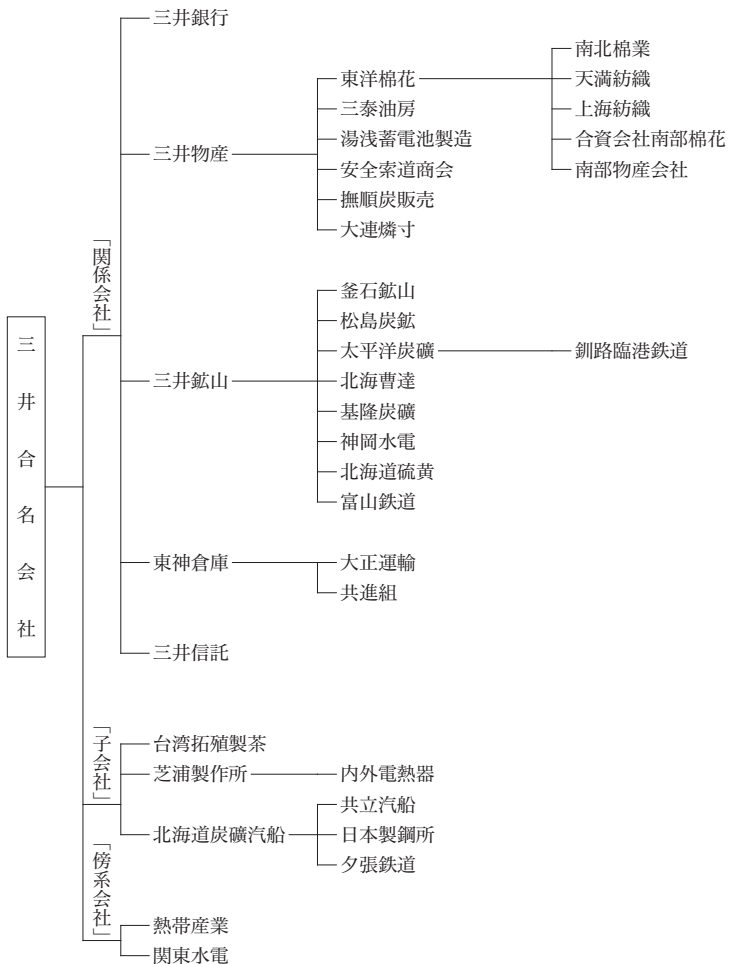 三井合名会社
「関係会社」
三井銀行
三井物産
東洋棉花
南北棉業
天満紡織
上海紡織
合資会社南部棉花
南部物産会社
三泰油房
湯浅蓄電池製造
安全索道商会
撫順炭販売
大連燐寸
三井鉱山
釜石鉱山
松島炭鉱
太平洋炭礦
釧路臨港鉄道
北海曹達
基隆炭礦
神岡水電
北海道硫黄
富山鉄道
東神倉庫
大正運輸
共進組
三井信託
「子会社」
台湾拓殖製茶
芝浦製作所
内外電熱器
北海道炭礦汽船
共立汽船
日本製鋼所
夕張鉄道
「傍系会社」
熱帯産業
関東水電